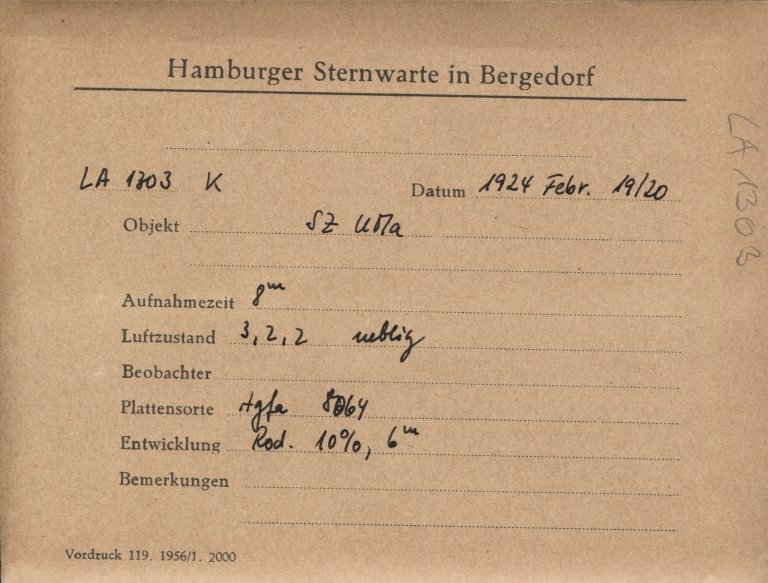 Hamburger Sternwarte in Bergedorf
LA 1303 K Datum 1924 Febr. 19/20
Objekt SZ UMa
Aufnahmezeit 8m
Luftzustand 3, 2, 2 neblig
Beobachter
Plattensorte Agfa 8064
Entwicklung Rod. 10%, 6m
Bemerkungen
Vordruck 119. 1956/1. 2000
LA 1303